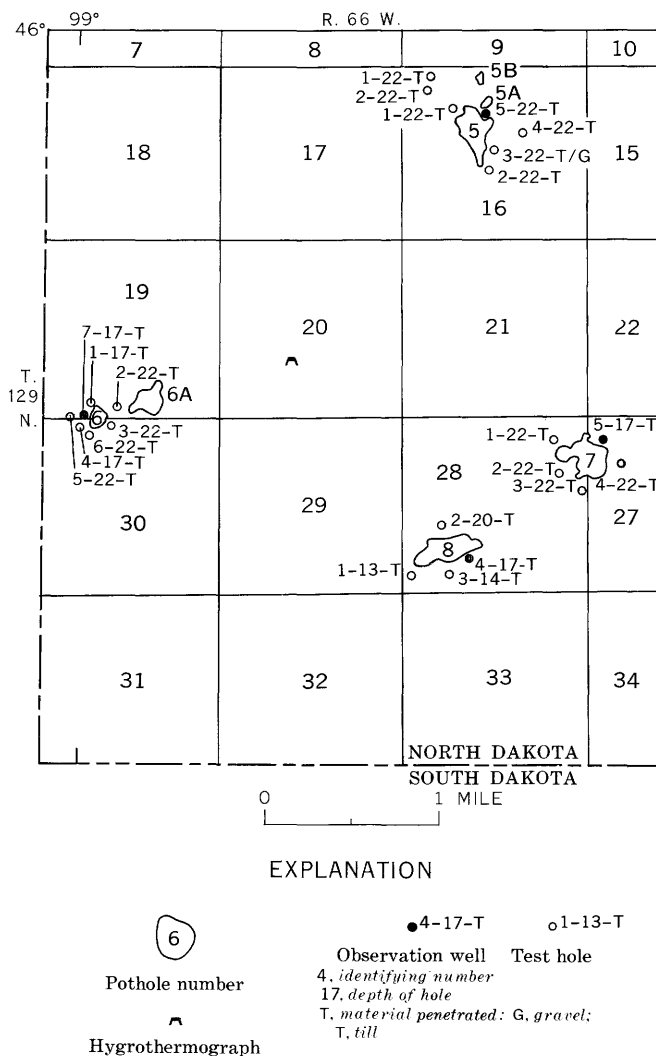 46° 99° R. 66 W.
7 8 9 10
1-22-T 5B
2-22-T 5A
1-22-T 5-22-T
5 4-22-T
18 17 3-22-T/G 15
2-22-T
16
19
20 21 22
7-17-T
1-17-T
2-22-T
6A
T.
129
N.
6
3-22-T
6-22-T
4-17-T
5-22-T
30
29
1-22-T 5-17-T
28 2-22-T 7
3-22-T 4-22-T
27
2-20-T
8
4-17-T
1-13-T 3-14-T
31 32 33 34
NORTH DAKOTA
SOUTH DAKOTA
0 1 MILE
EXPLANATION
6
Pothole number
Hygrothermograph
4-17-T 1-13-T
Observation well Test hole
4, identifying number
17, depth of hole
T, material penetrated: G, gravel;
T, till